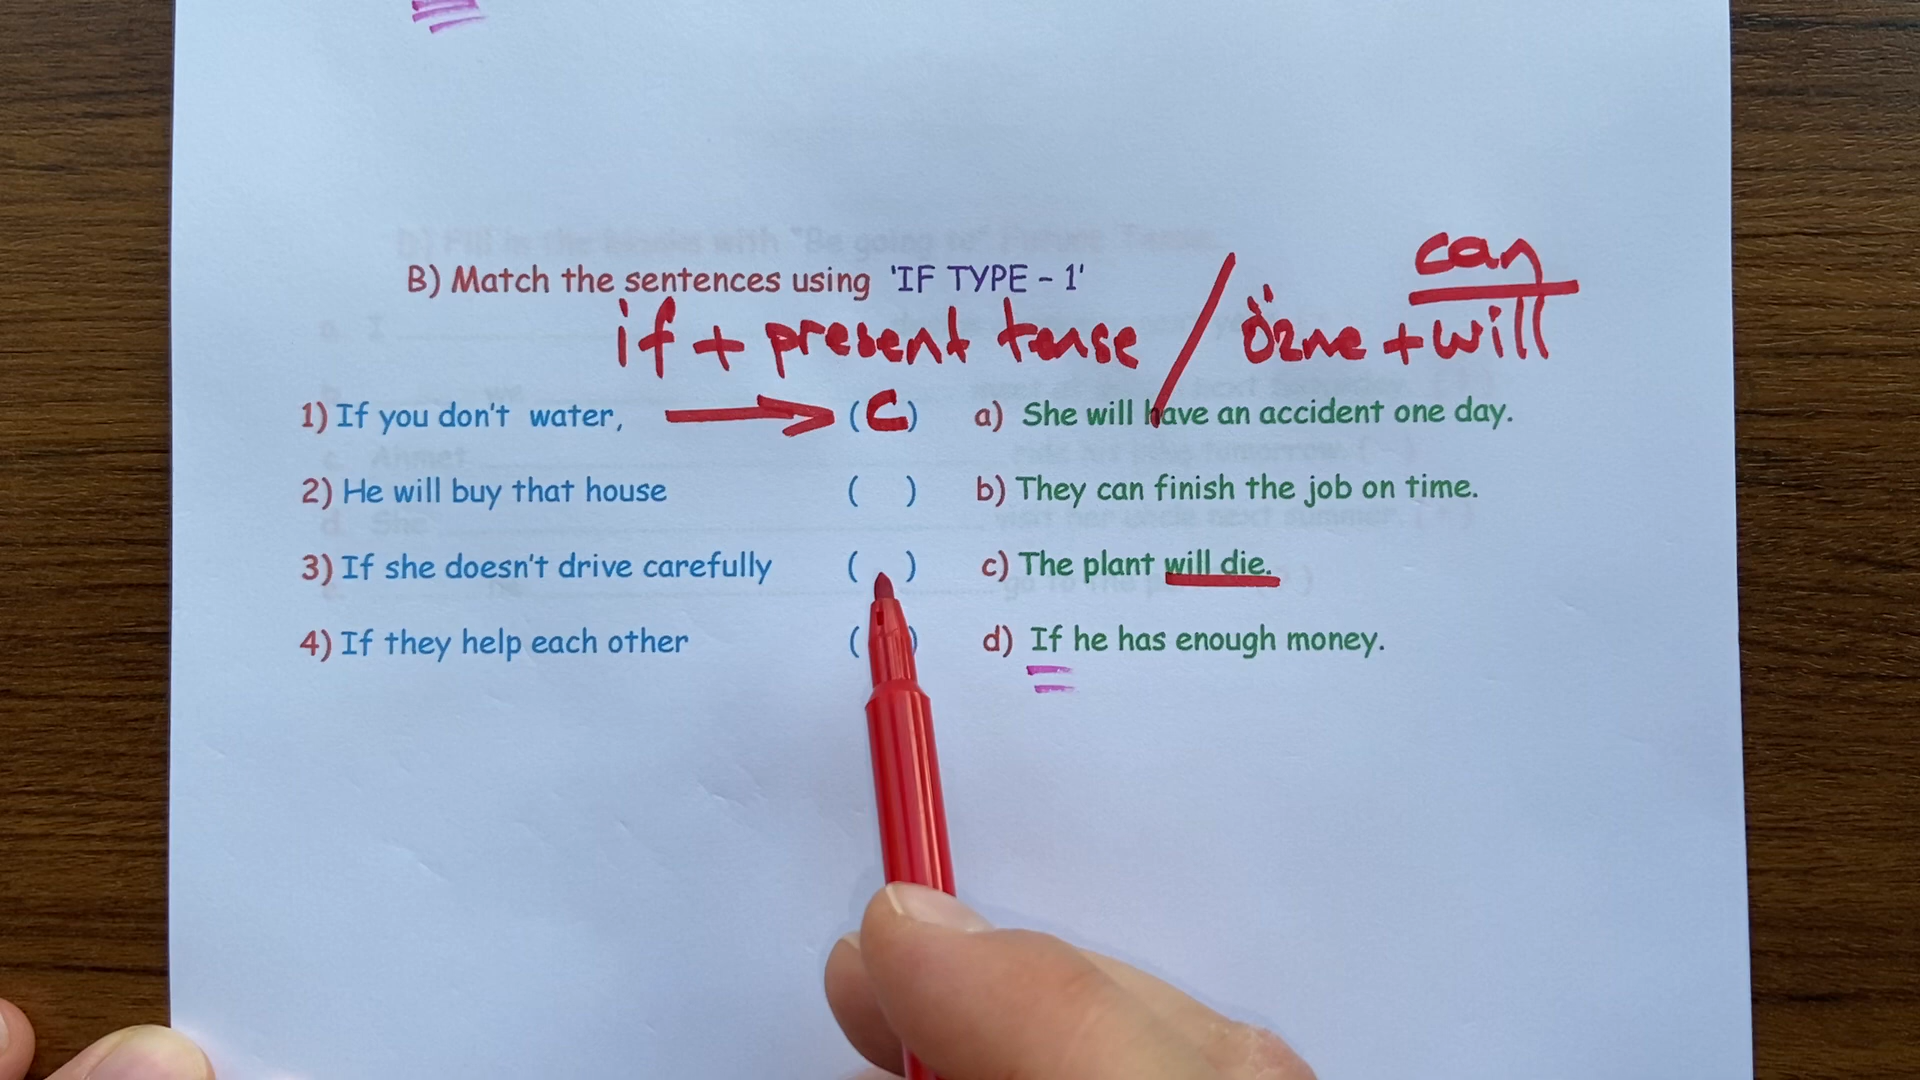 B) Match the sentences using 'IF TYPE - 1'
can
if + present tense / özne + will
1) If you don't water, (C) a) She will have an accident one day.
2) He will buy that house ( ) b) They can finish the job on time.
3) If she doesn't drive carefully ( ) c) The plant will die.
4) If they help each other ( ) d) If he has enough money.